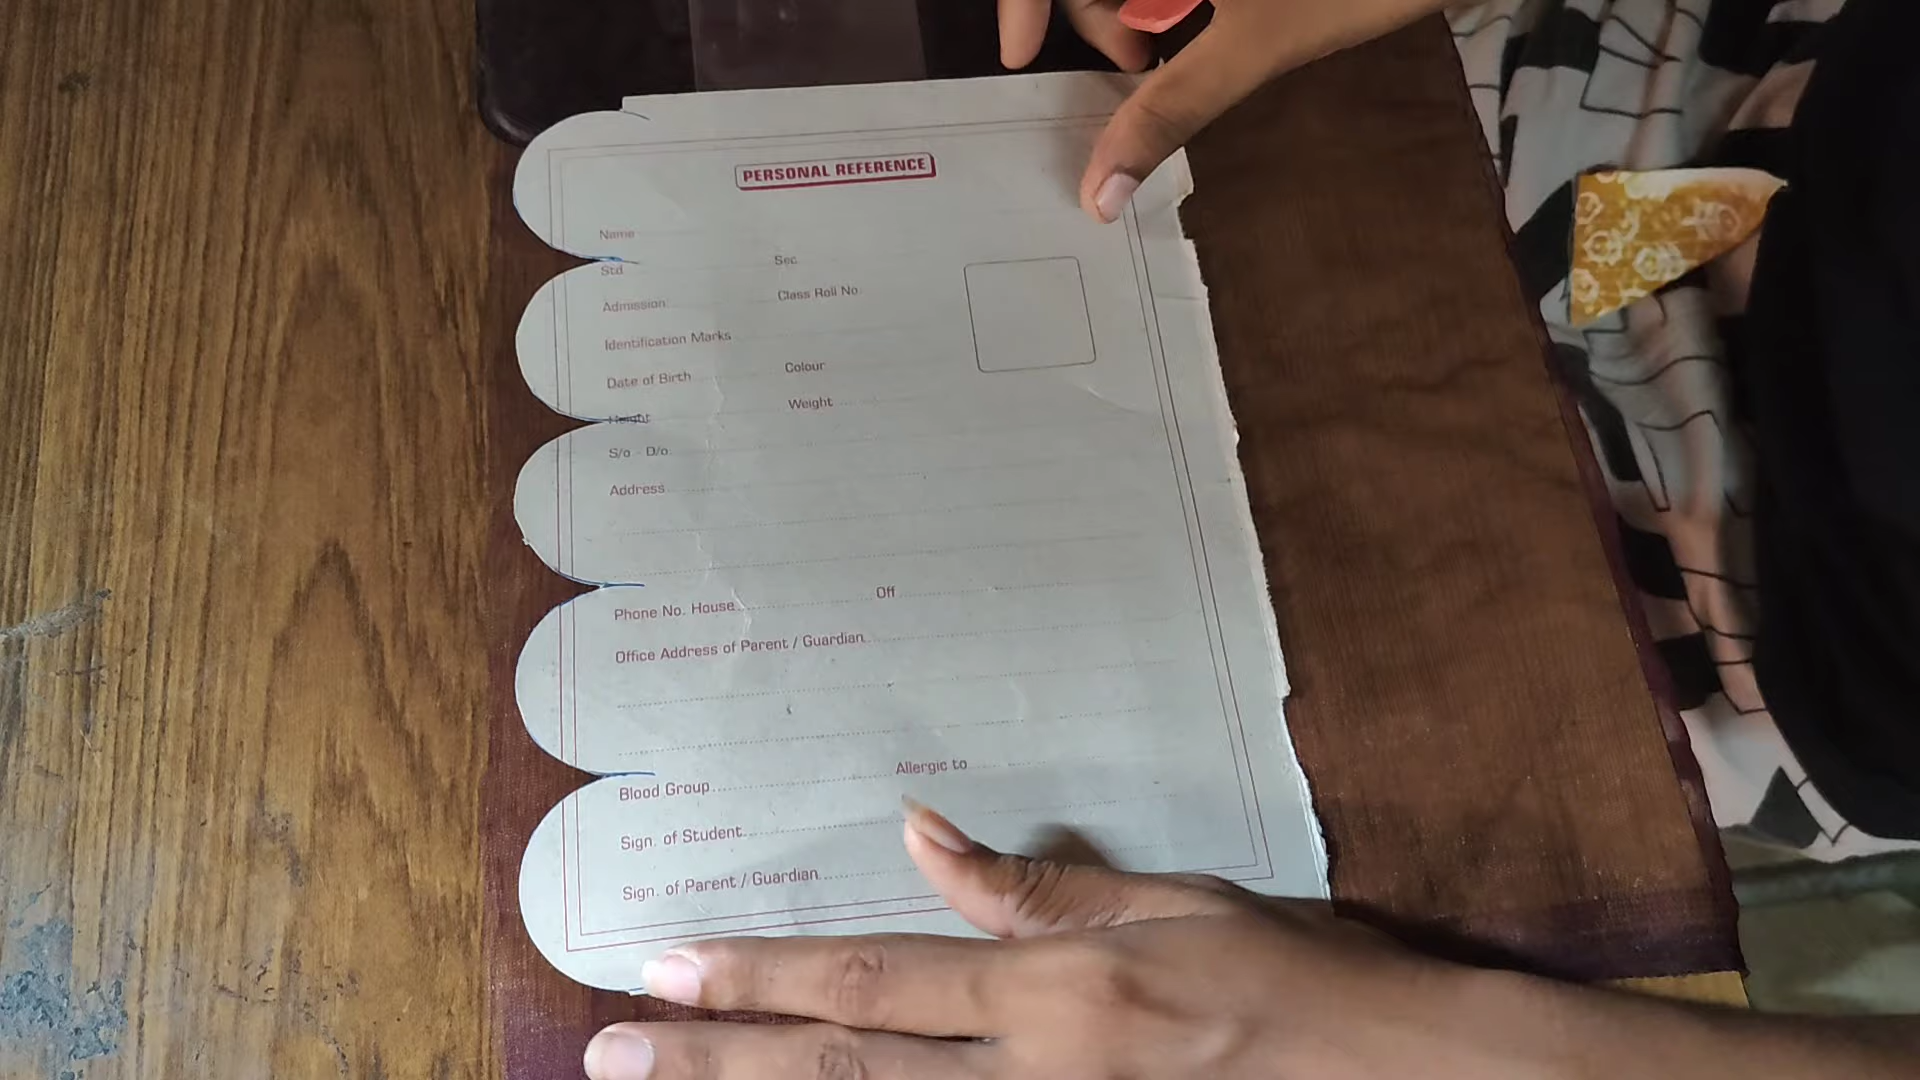 PERSONAL REFERENCE
Name
Std Sec
Admission Class Roll No.
Identification Marks
Date of Birth Colour
Height Weight
S/o - D/o
Address
Phone No. House Off
Office Address of Parent / Guardian
Blood Group Allergic to
Sign. of Student
Sign. of Parent / Guardian